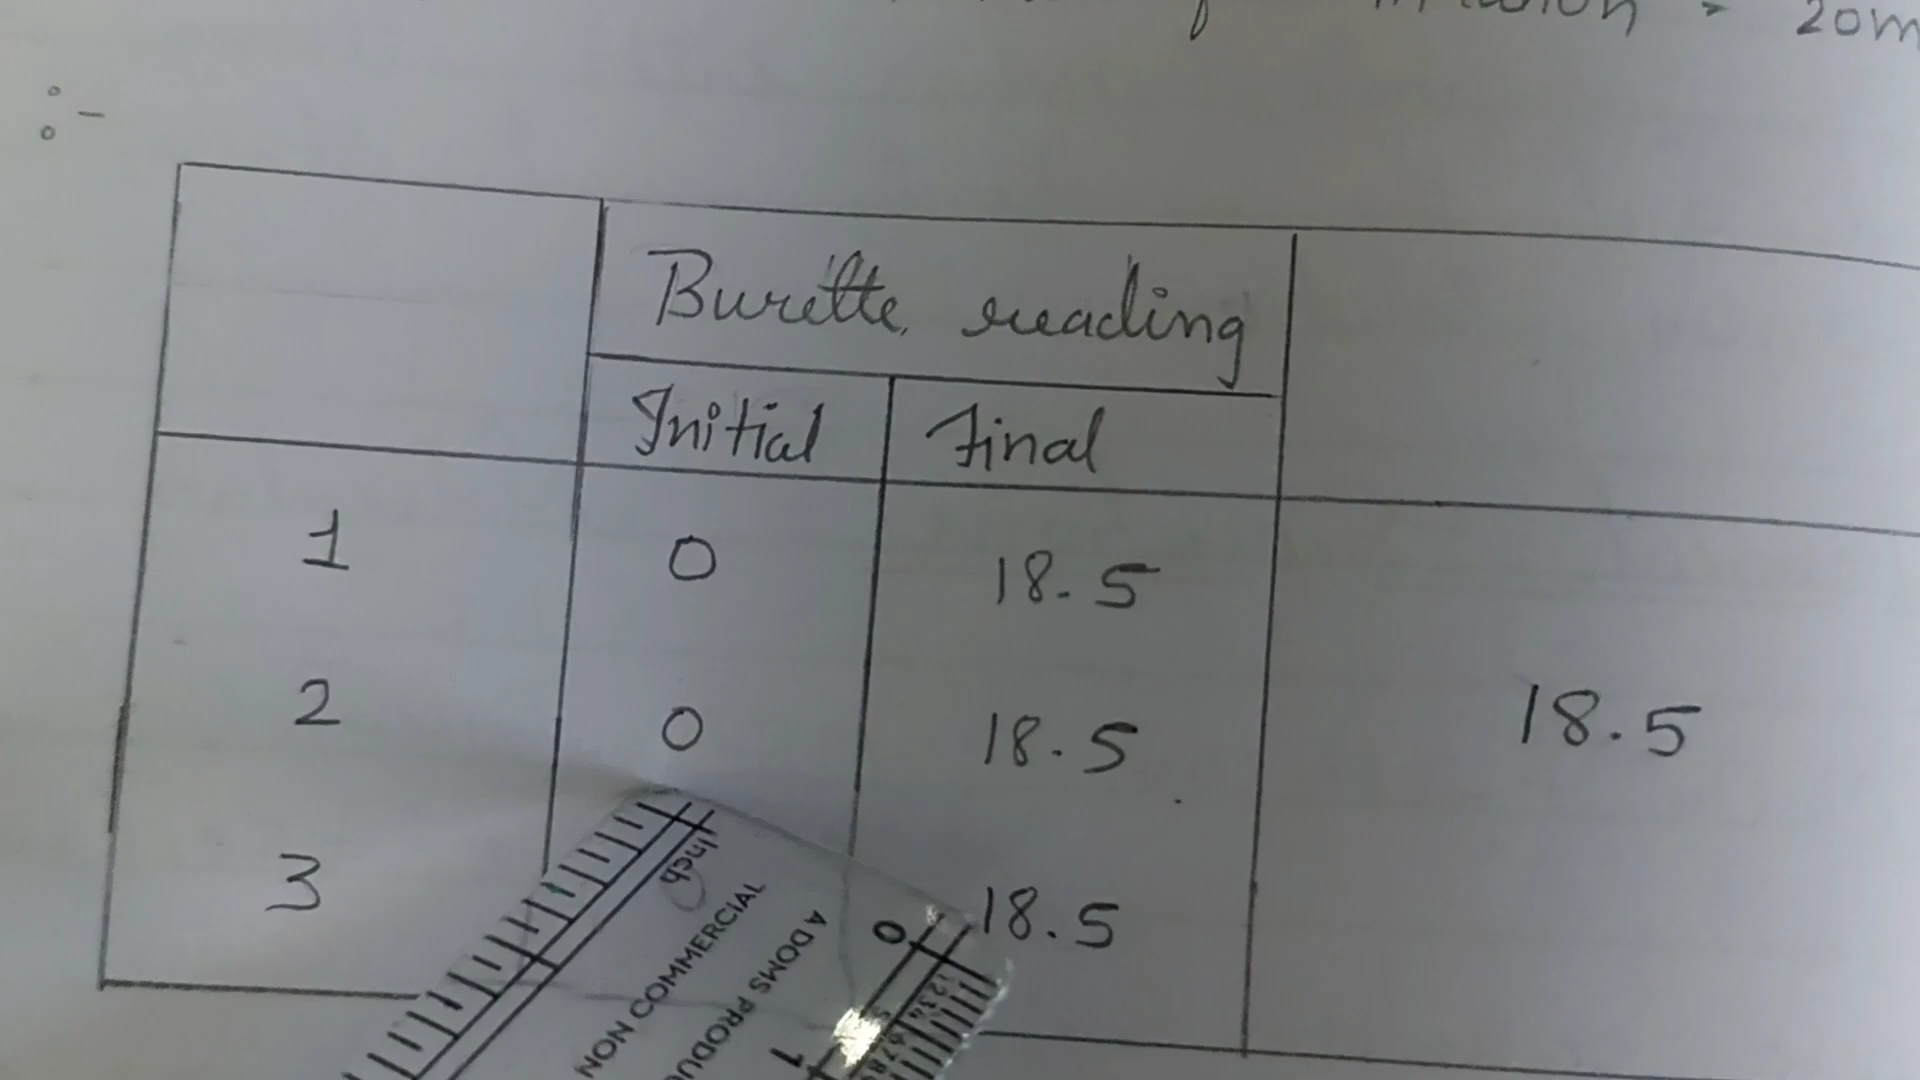 20m
:-
Burette reading
Initial Final
1 0 18.5
2 0 18.5 18.5
3 18.5
Inch
NON COMMERCIAL
A DOMS PRODU
0
1